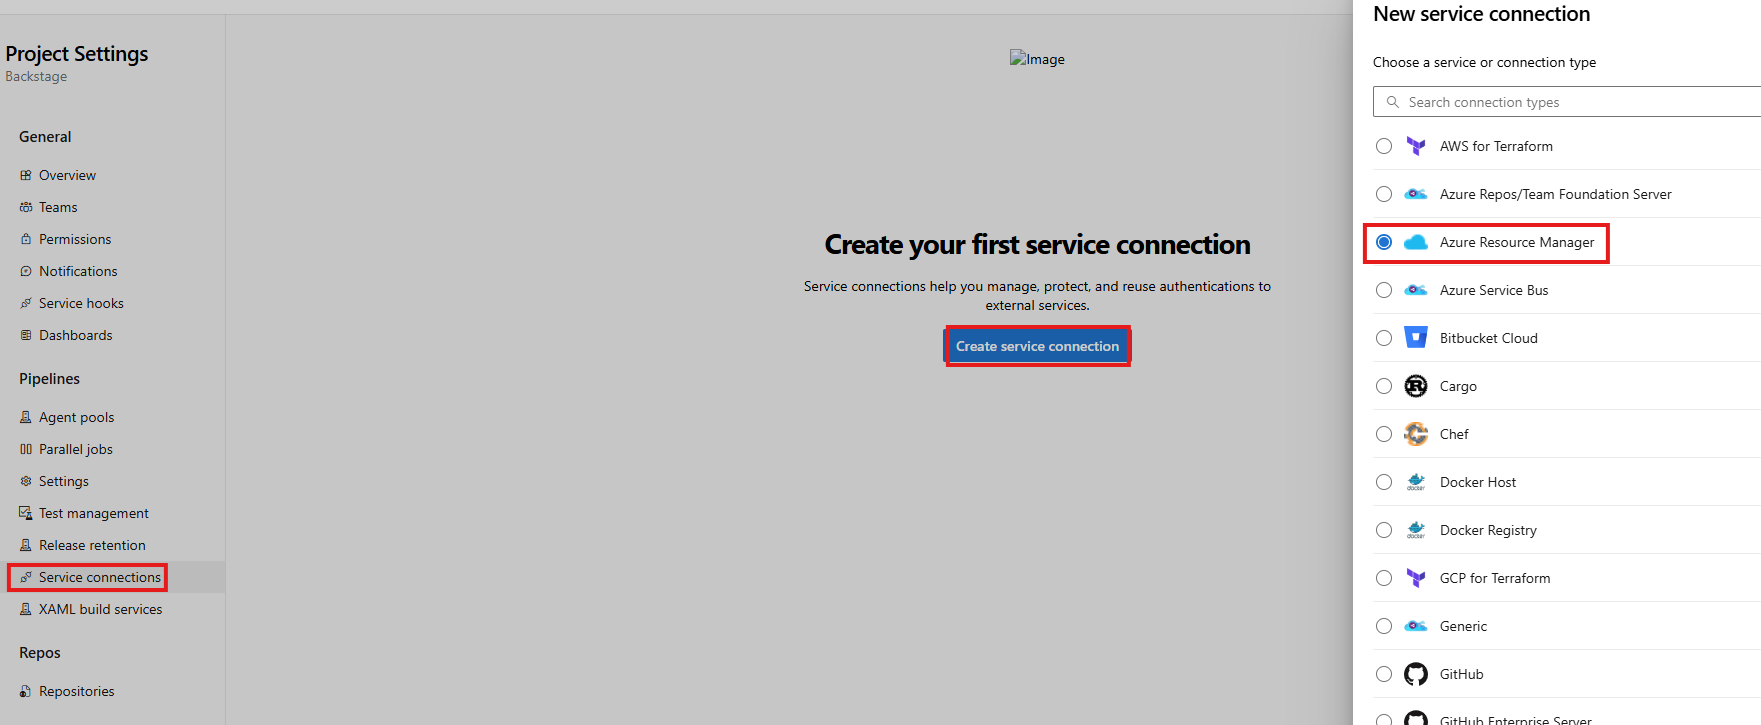 Project Settings
Backstage
General
Overview
Teams
Permissions
Notifications
Service hooks
Dashboards
Pipelines
Agent pools
Parallel jobs
Settings
Test management
Release retention
Service connections
XAML build services
Repos
Repositories
Image
Create your first service connection
Service connections help you manage, protect, and reuse authentications to
external services.
Create service connection
New service connection
Choose a service or connection type
Search connection types
AWS for Terraform
Azure Repos/Team Foundation Server
Azure Resource Manager
Azure Service Bus
Bitbucket Cloud
Cargo
Chef
Docker Host
Docker Registry
GCP for Terraform
Generic
GitHub
GitHub Enterprise Server